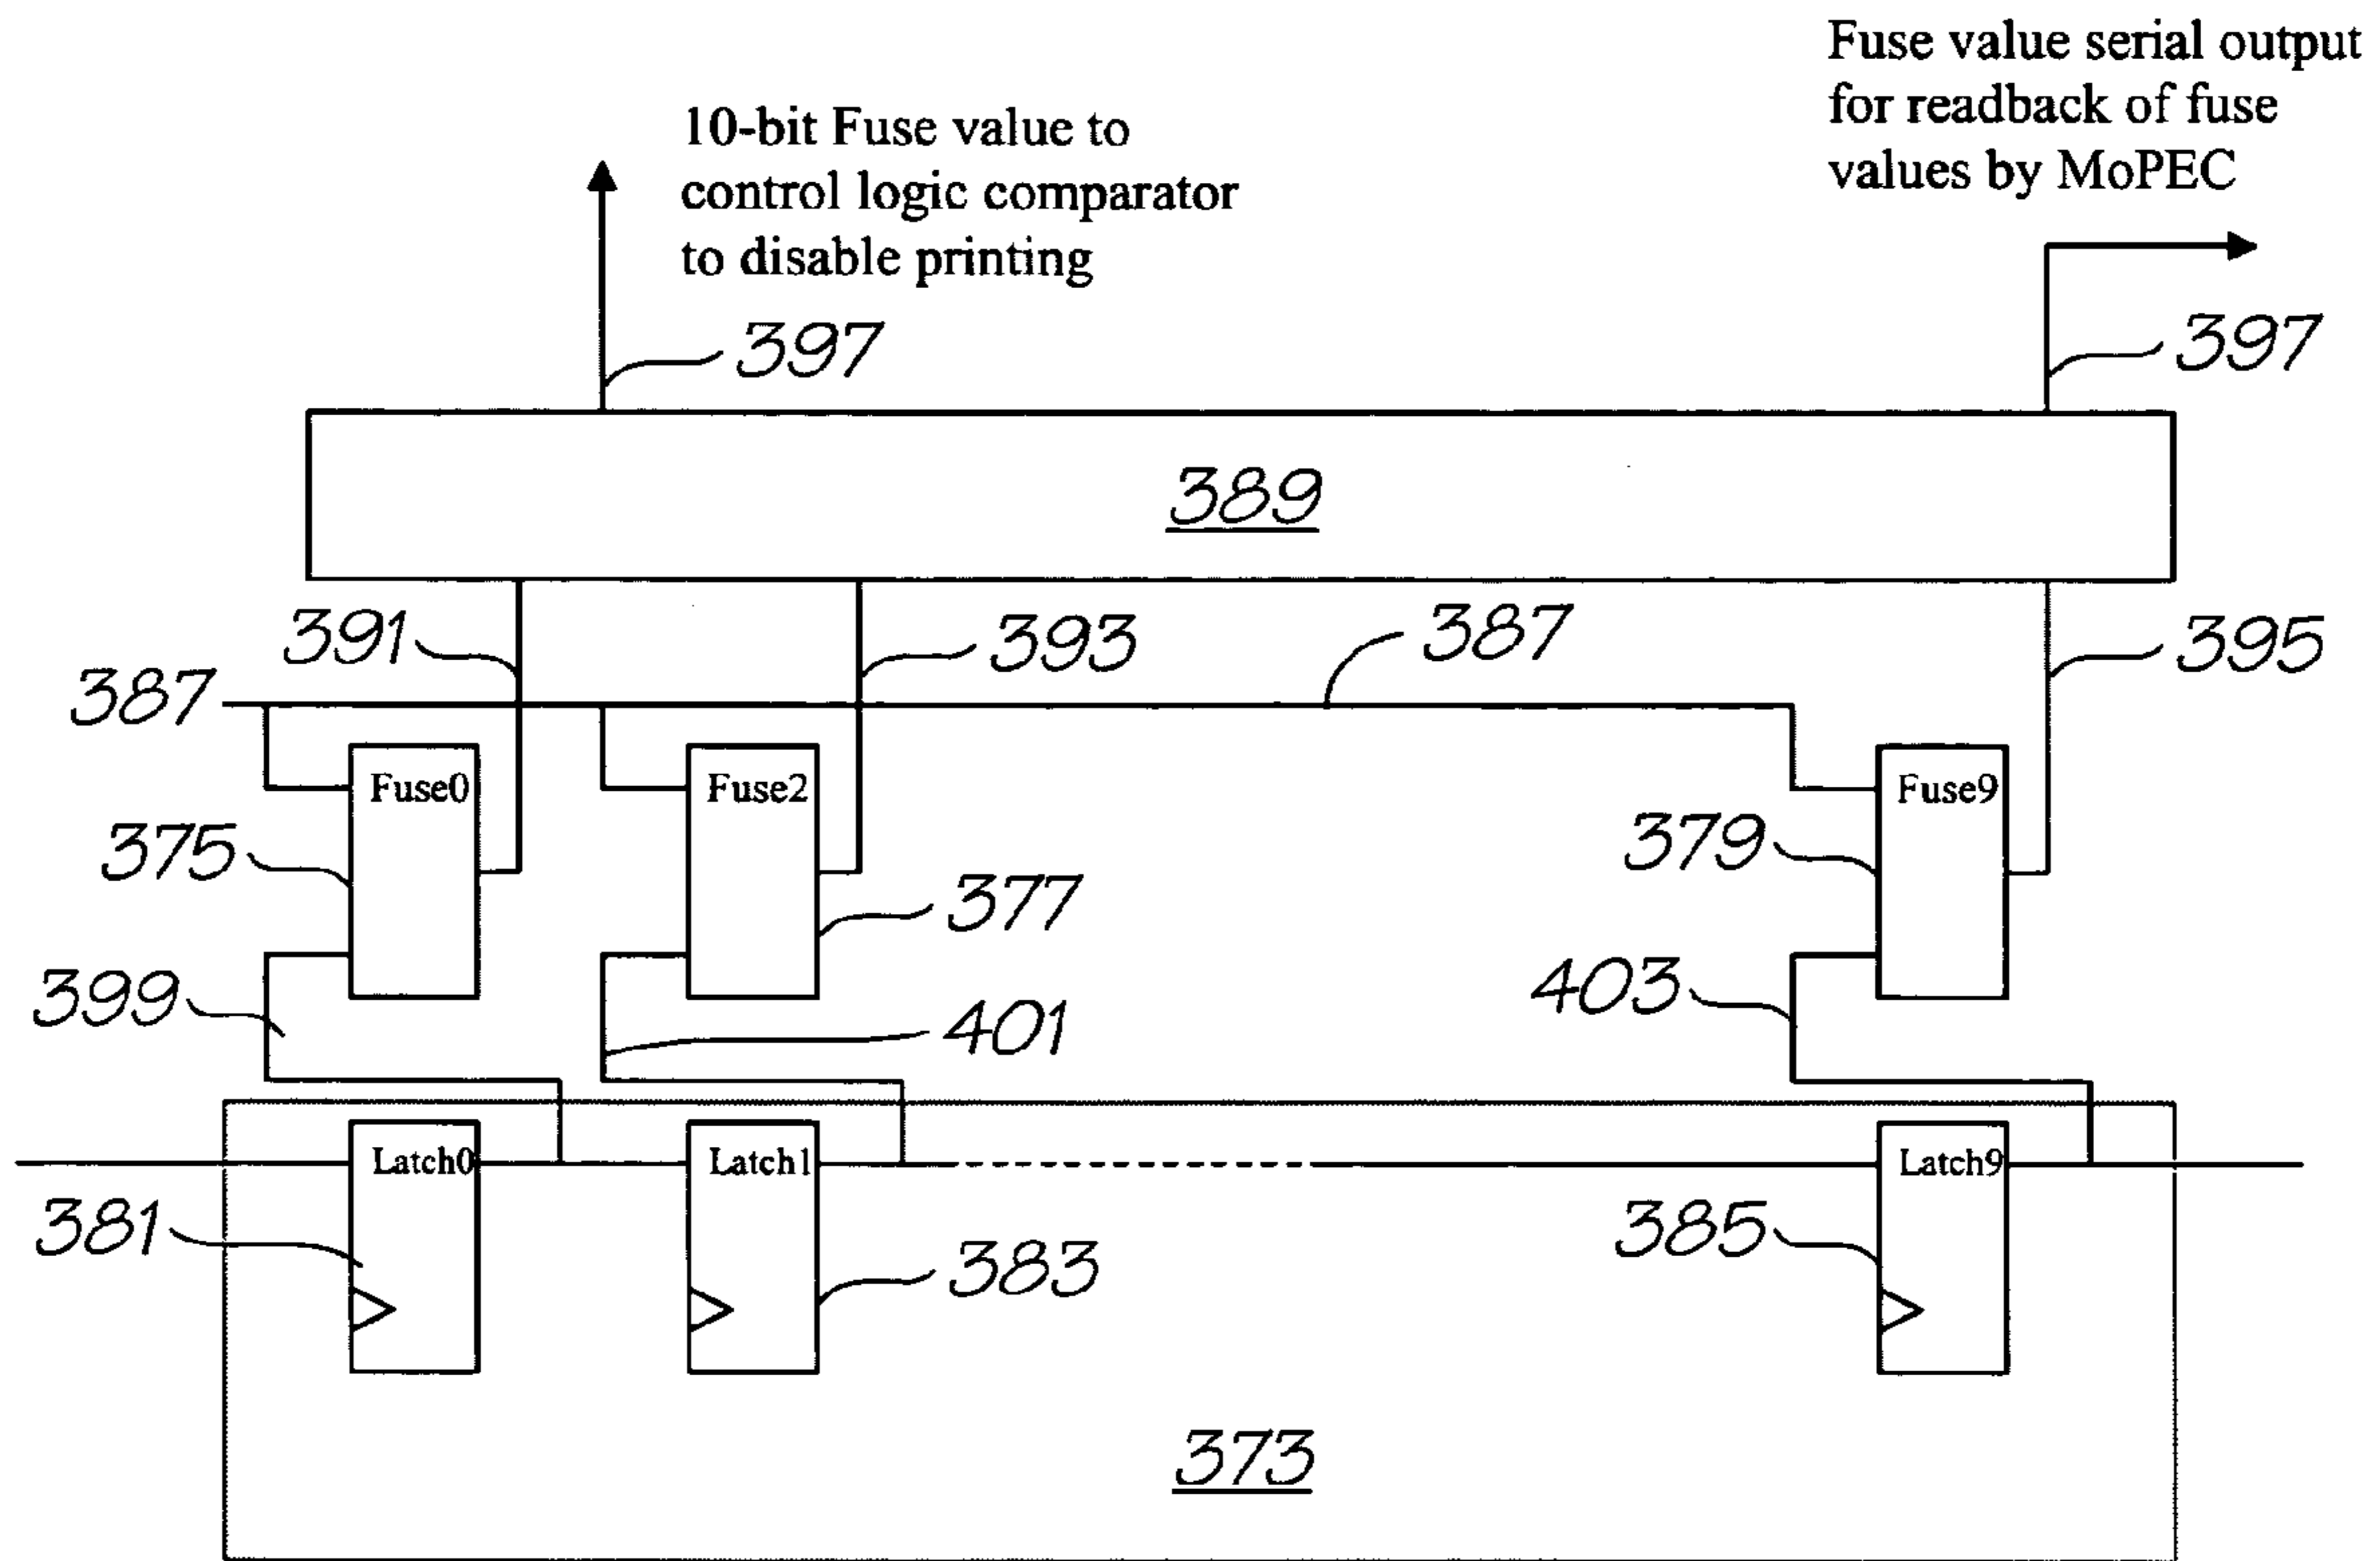 Fuse value serial output
for readback of fuse
values by MoPEC
10-bit Fuse value to
control logic comparator
to disable printing
397
397
389
391
393
387
395
387
Fuse0
Fuse2
Fuse9
375
379
377
399
403
401
Latch0
Latch1
Latch9
381
383
385
373